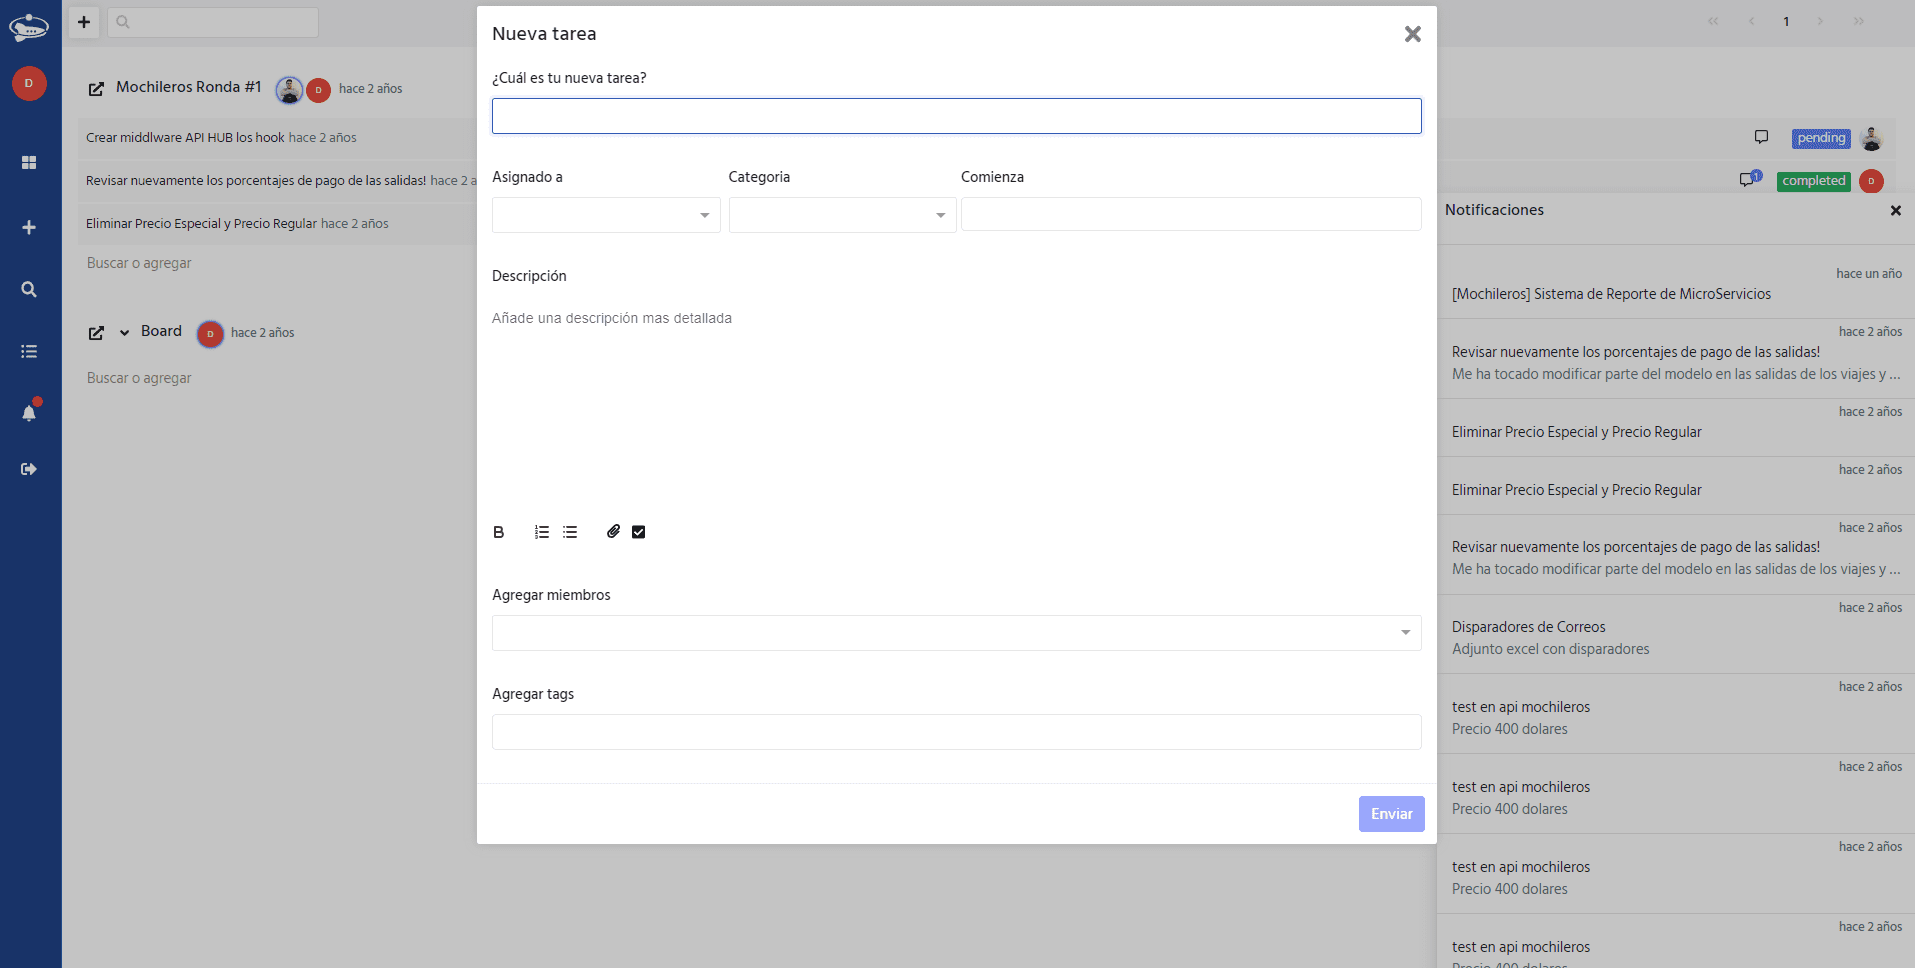 D
1
Mochileros Ronda #1 D hace 2 años
Crear middlware API HUB los hook hace 2 años
Revisar nuevamente los porcentajes de pago de las salidas! hace 2 a
Eliminar Precio Especial y Precio Regular hace 2 años
Buscar o agregar
Board D hace 2 años
Buscar o agregar
Nueva tarea
¿Cuál es tu nueva tarea?
Asignado a
Categoria
Comienza
Descripción
Añade una descripción mas detallada
B
Agregar miembros
Agregar tags
Enviar
pending
1 completed D
Notificaciones
hace un año
[Mochileros] Sistema de Reporte de MicroServicios
hace 2 años
Revisar nuevamente los porcentajes de pago de las salidas!
Me ha tocado modificar parte del modelo en las salidas de los viajes y ...
hace 2 años
Eliminar Precio Especial y Precio Regular
hace 2 años
Eliminar Precio Especial y Precio Regular
hace 2 años
Revisar nuevamente los porcentajes de pago de las salidas!
Me ha tocado modificar parte del modelo en las salidas de los viajes y ...
hace 2 años
Disparadores de Correos
Adjunto excel con disparadores
hace 2 años
test en api mochileros
Precio 400 dolares
hace 2 años
test en api mochileros
Precio 400 dolares
hace 2 años
test en api mochileros
Precio 400 dolares
hace 2 años
test en api mochileros
Precio 400 dolares